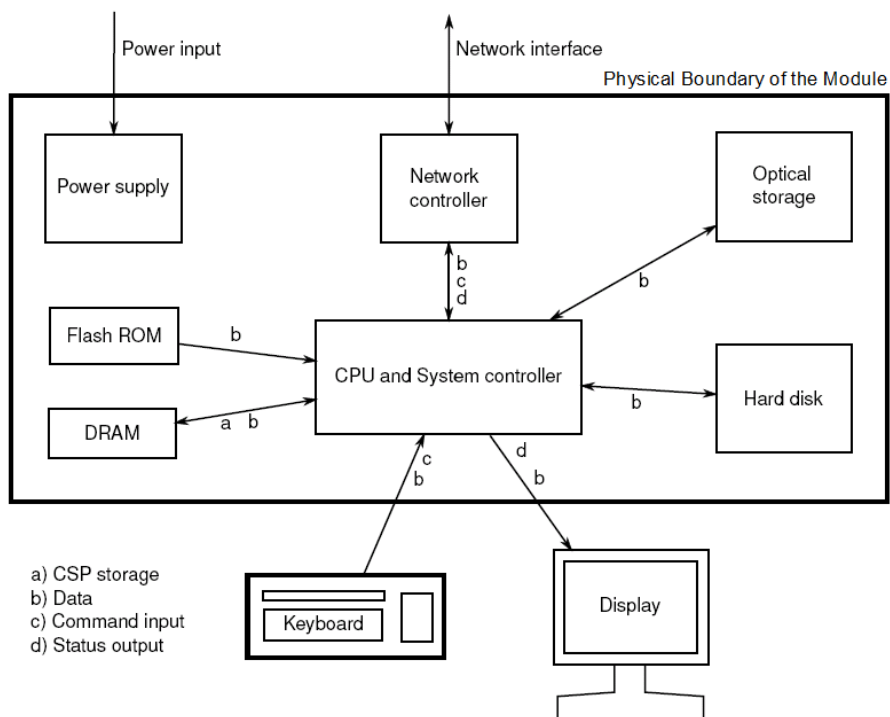 Power input
Network interface
Physical Boundary of the Module
Power supply
Network
controller
Optical
storage
b
c
d
b
Flash ROM
b
CPU and System controller
Hard disk
b
DRAM
a b
c
b
d
b
a) CSP storage
b) Data
c) Command input
d) Status output
Keyboard
Display